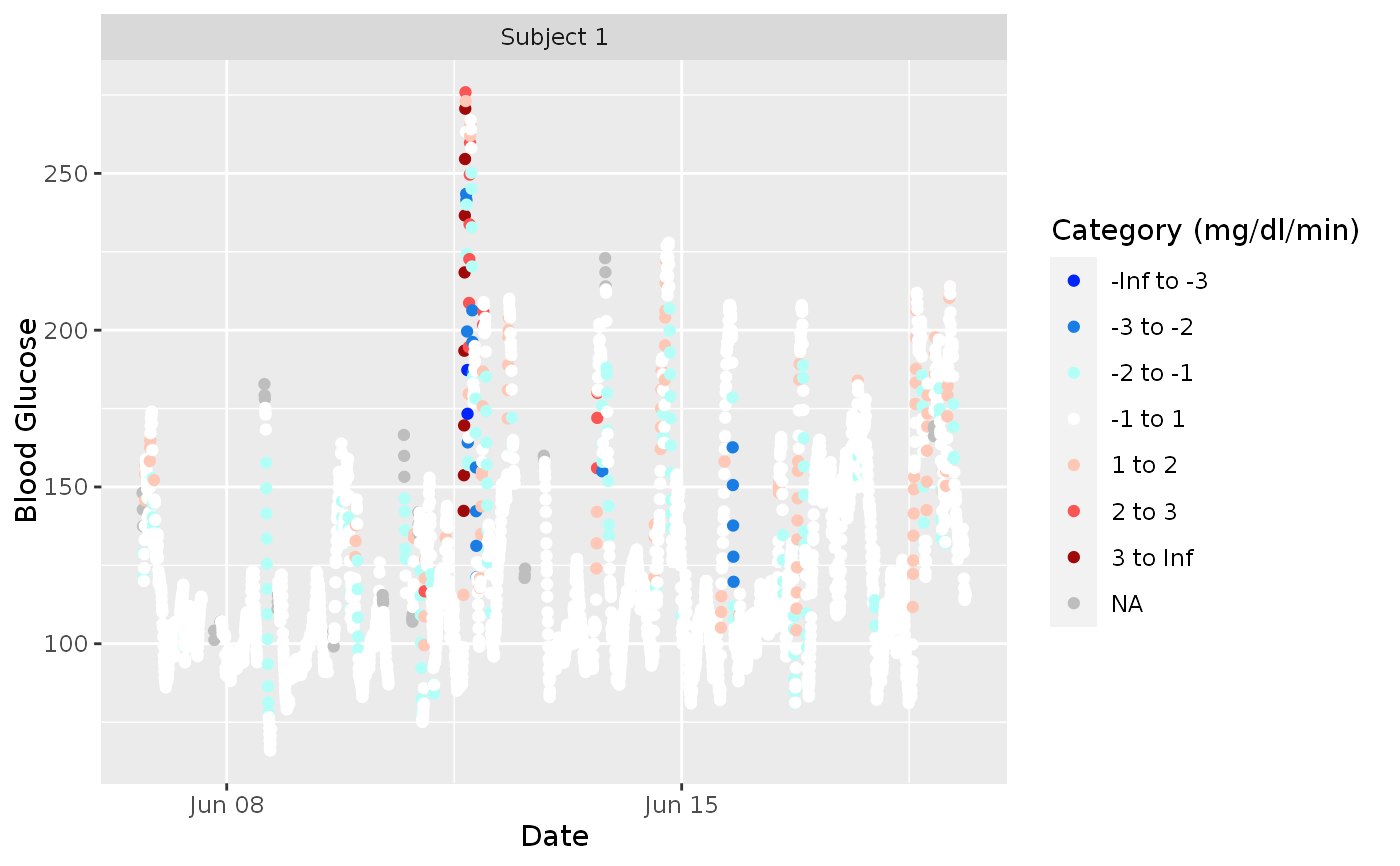 Subject 1
250
200
150
100
Blood Glucose
Jun 08
Jun 15
Date
Category (mg/dl/min)
-Inf to -3
-3 to -2
-2 to -1
-1 to 1
1 to 2
2 to 3
3 to Inf
NA